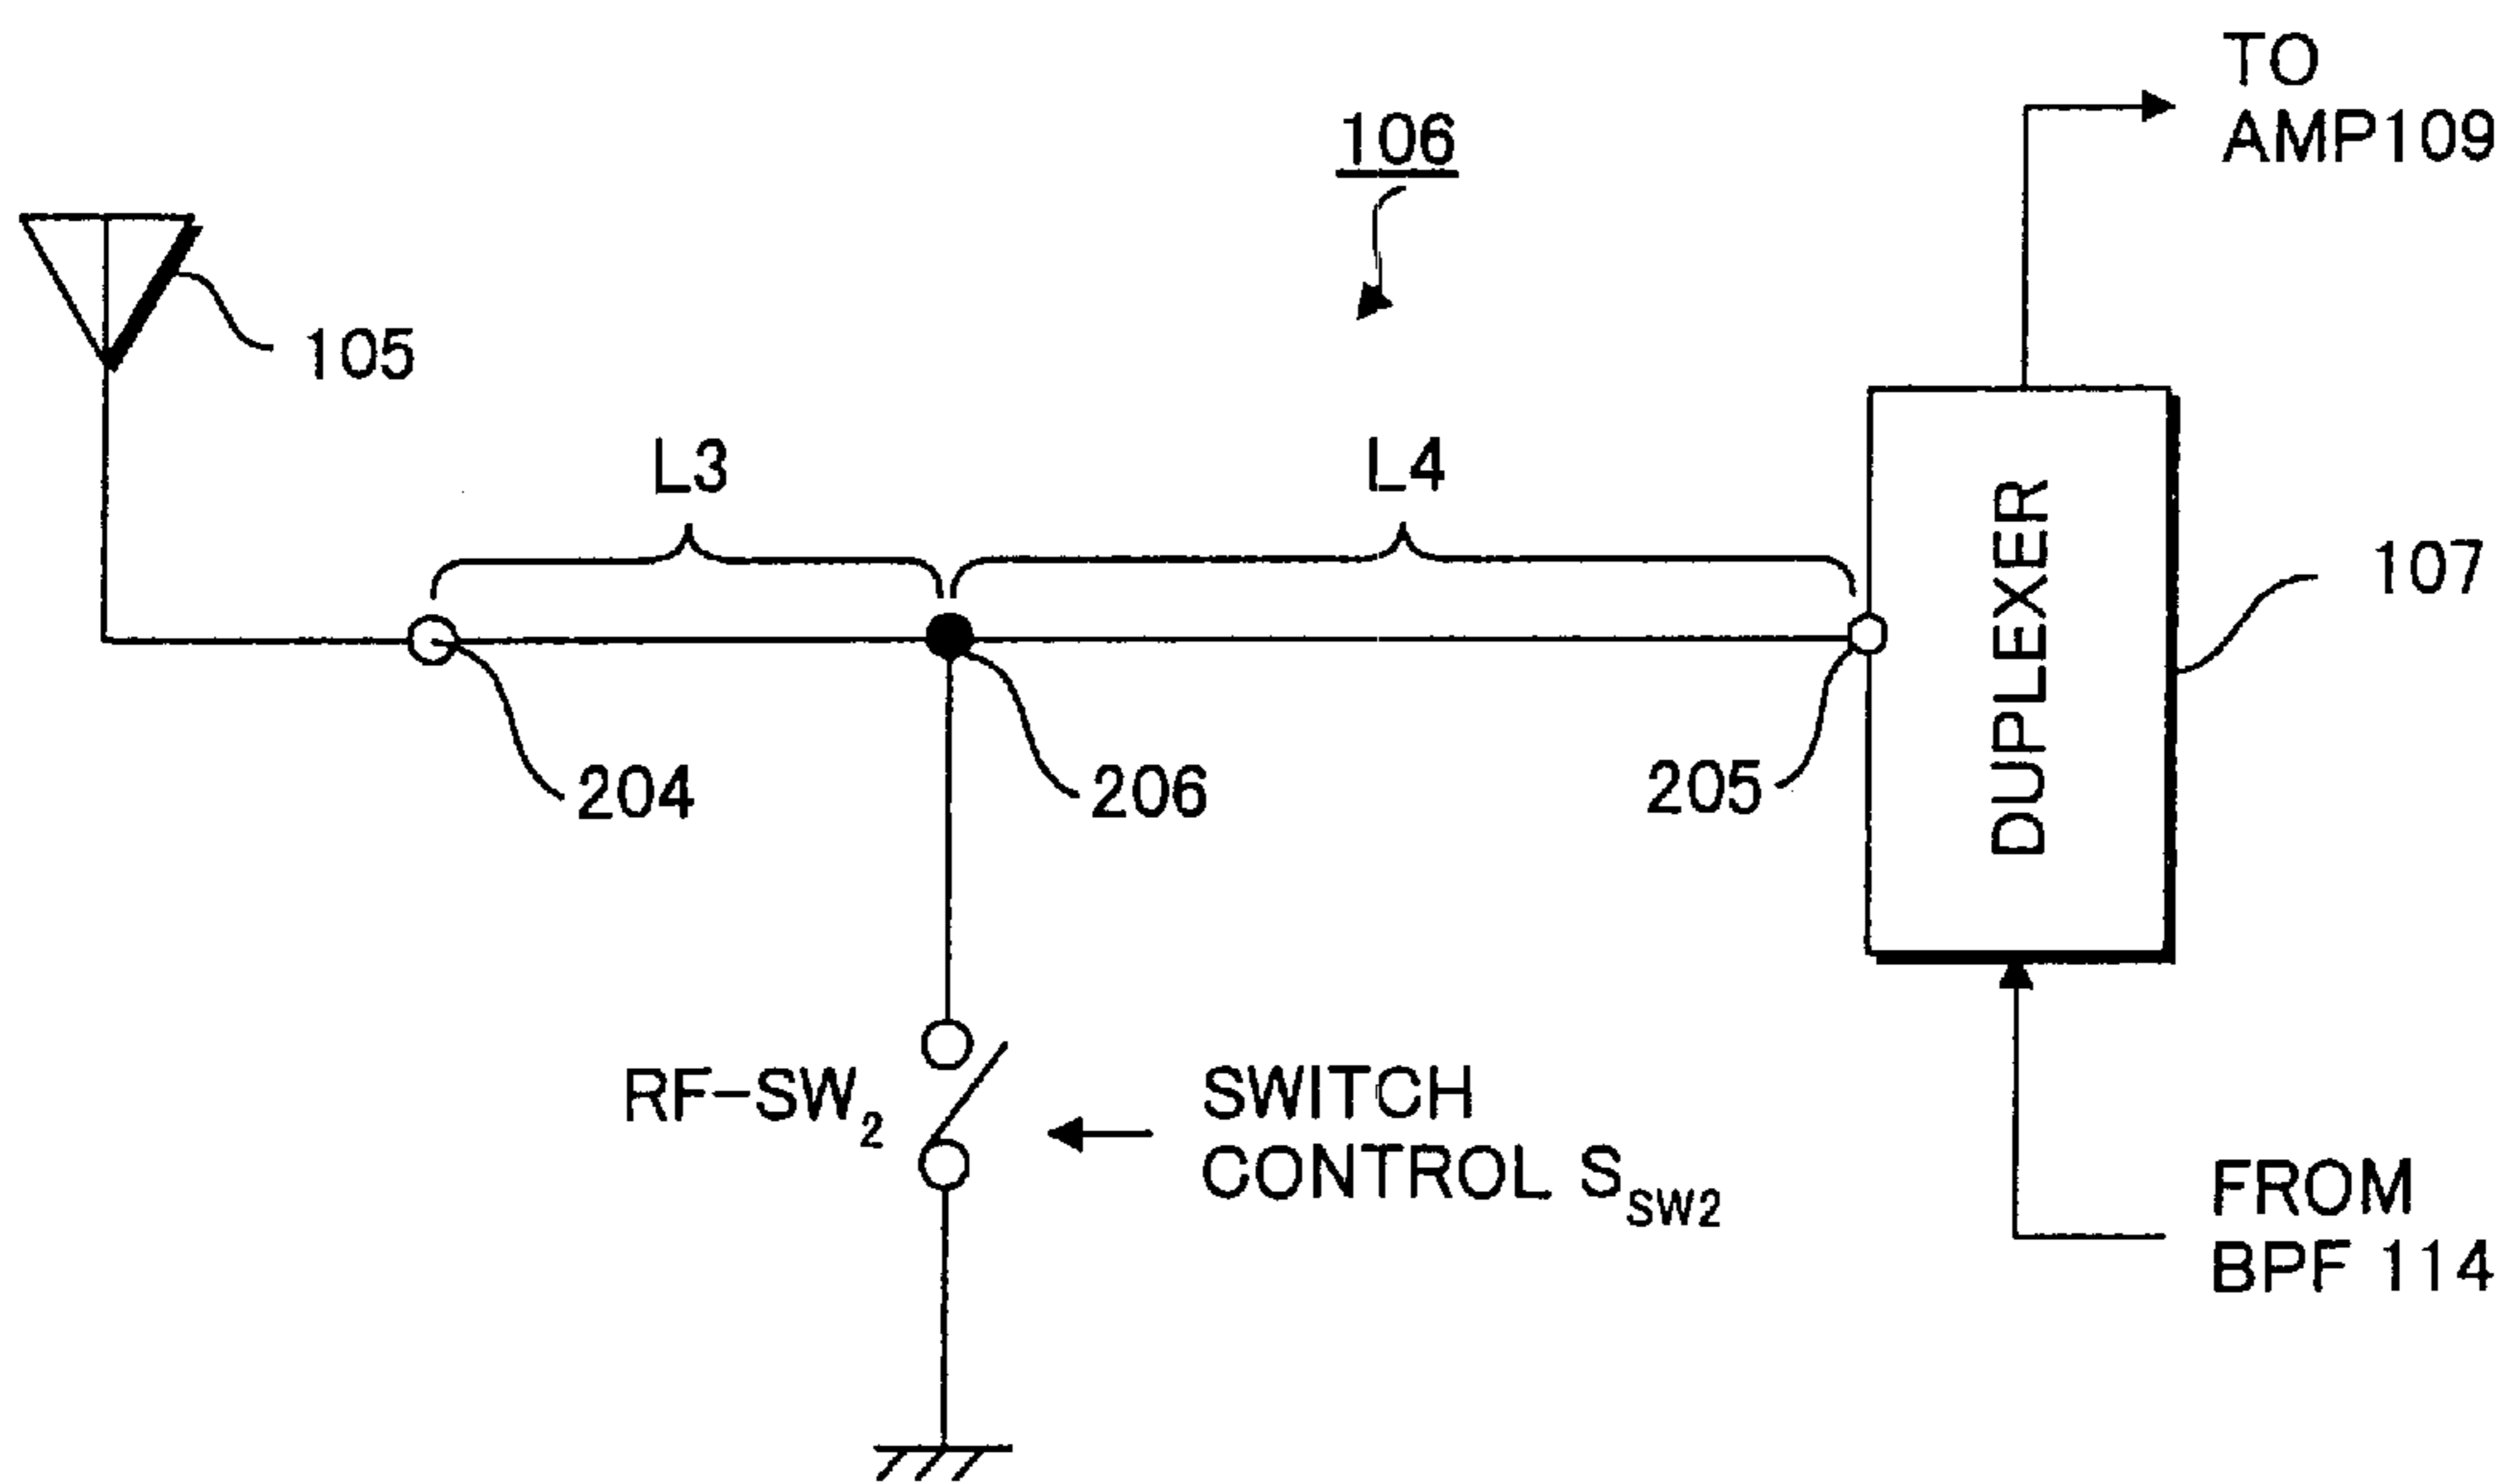 TO
AMP109
106
105
L3
L4
107
DUPLEXER
204
206
205
RF-SW2
SWITCH
CONTROL SSW2
FROM
BPF 114